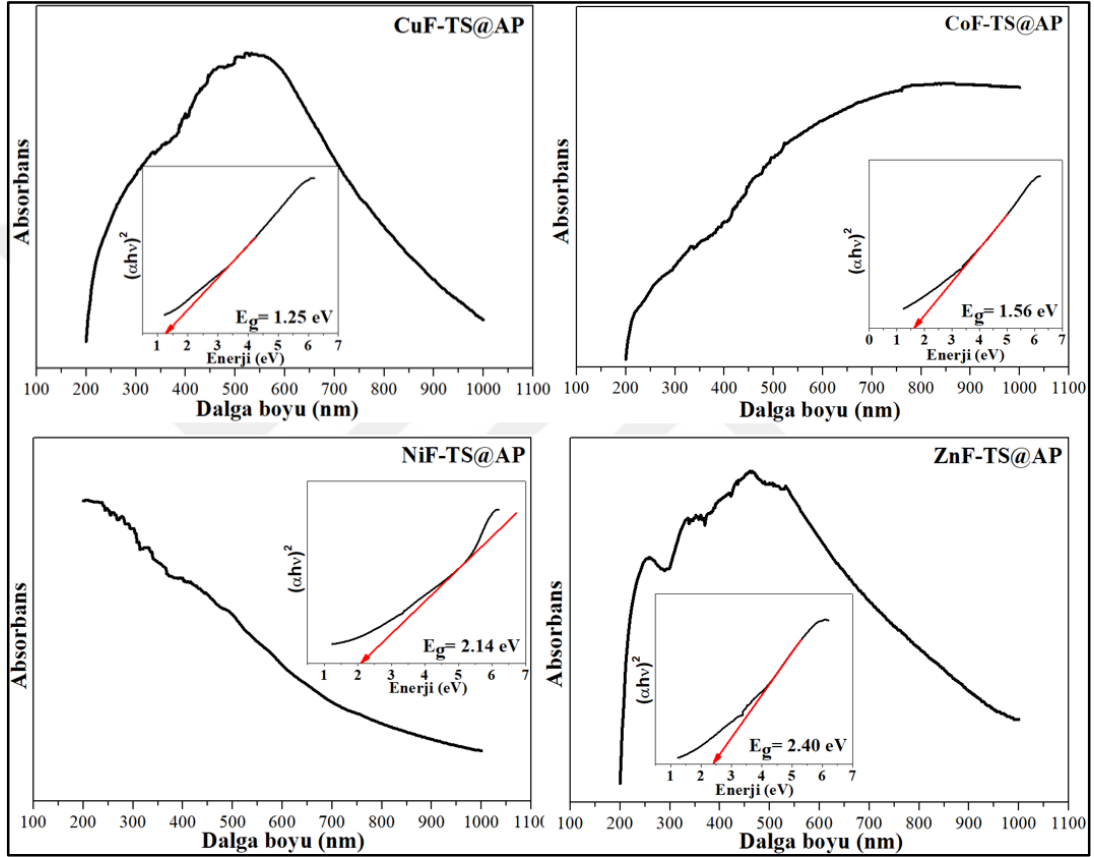 CuF-TS@AP
Absorbans
(αhν)²
E_g= 1.25 eV
1 2 3 4 5 6 7
Enerji (eV)
100 200 300 400 500 600 700 800 900 1000 1100
Dalga boyu (nm)
CoF-TS@AP
Absorbans
(αhν)²
E_g= 1.56 eV
0 1 2 3 4 5 6 7
Enerji (eV)
100 200 300 400 500 600 700 800 900 1000 1100
Dalga boyu (nm)
NiF-TS@AP
Absorbans
(αhν)²
E_g= 2.14 eV
1 2 3 4 5 6 7
Enerji (eV)
100 200 300 400 500 600 700 800 900 1000 1100
Dalga boyu (nm)
ZnF-TS@AP
Absorbans
(αhν)²
E_g= 2.40 eV
1 2 3 4 5 6 7
Enerji (eV)
100 200 300 400 500 600 700 800 900 1000 1100
Dalga boyu (nm)